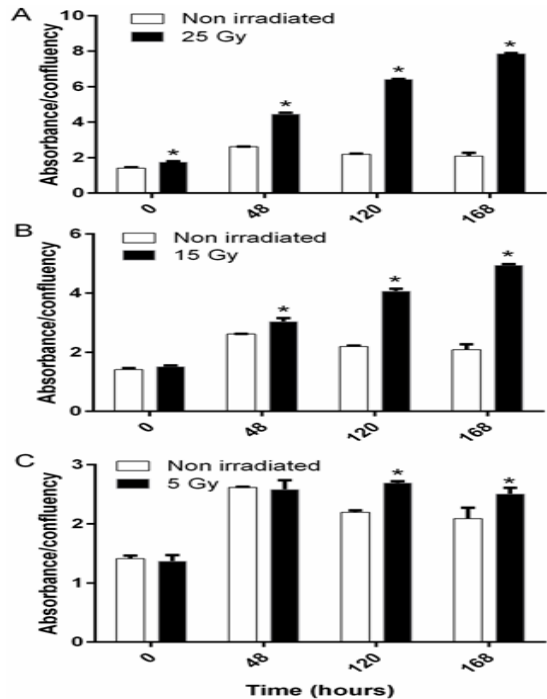 A
Non irradiated
25 Gy
Absorbance/confluency
10
8
6
4
2
0
* * * *
0 48 120 168
B
Non irradiated
15 Gy
Absorbance/confluency
6
4
2
0
* * *
0 48 120 168
C
Non irradiated
5 Gy
Absorbance/confluency
3
2
1
0
* *
0 48 120 168
Time (hours)